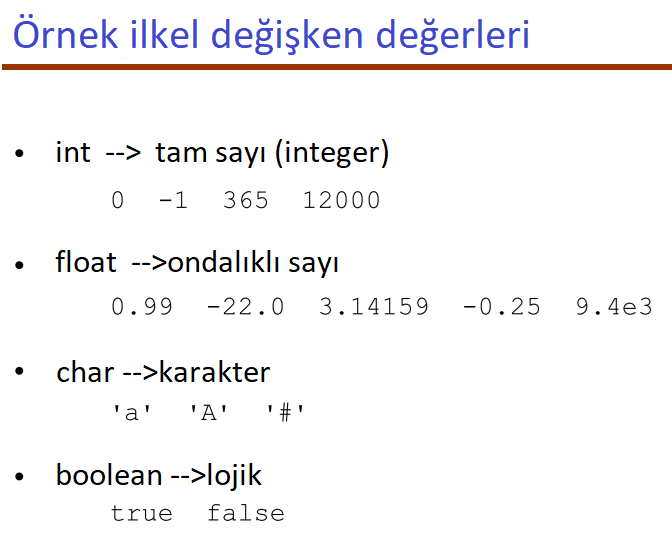 Örnek ilkel değişken değerleri
• int --> tam sayı (integer)
0 -1 365 12000
• float -->ondalıklı sayı
0.99 -22.0 3.14159 -0.25 9.4e3
• char -->karakter
'a' 'A' '#'
• boolean -->lojik
true false